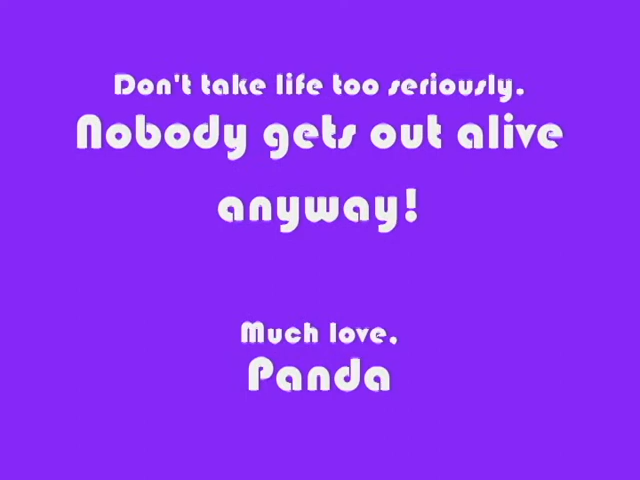 Don't take life too seriously.
Nobody gets out alive
anyway!
Much love,
Panda